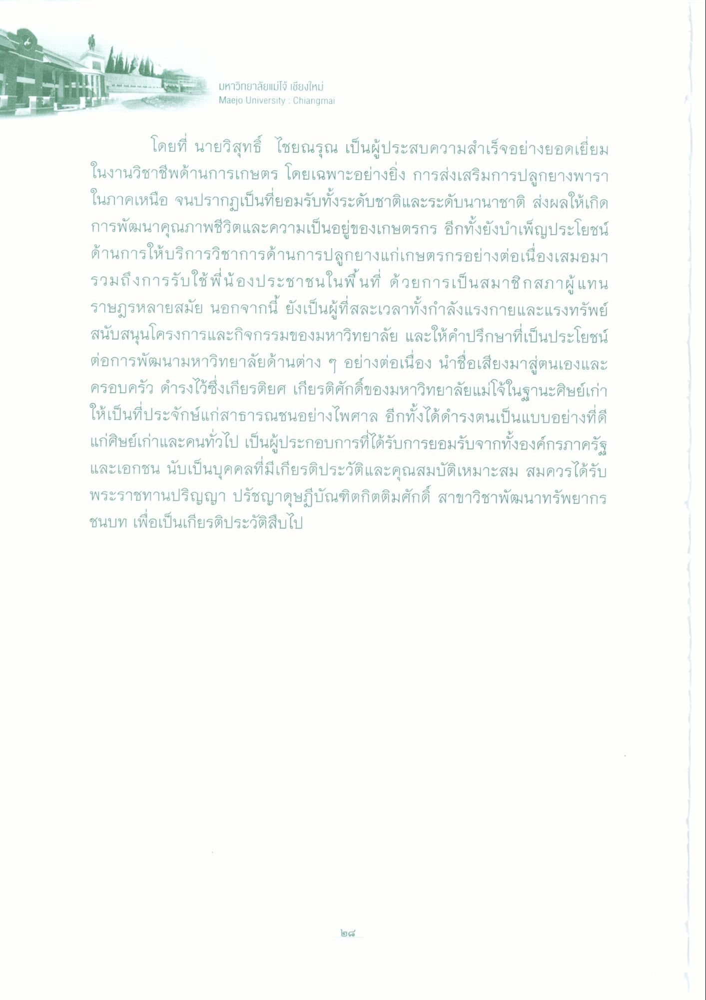 มหาวิทยาลัยแม่โจ้ เชียงใหม่
Maejo University : Chiangmai
โดยที่ นายวิสุทธิ์ ไชยณรุณ เป็นผู้ประสบความสำเร็จอย่างยอดเยี่ยม
ในงานวิชาชีพด้านการเกษตร โดยเฉพาะอย่างยิ่ง การส่งเสริมการปลูกยางพารา
ในภาคเหนือ จนปรากฏเป็นที่ยอมรับทั้งระดับชาติและระดับนานาชาติ ส่งผลให้เกิด
การพัฒนาคุณภาพชีวิตและความเป็นอยู่ของเกษตรกร อีกทั้งยังบำเพ็ญประโยชน์
ด้านการให้บริการวิชาการด้านการปลูกยางแก่เกษตรกรอย่างต่อเนื่องเสมอมา
รวมถึงการรับใช้พี่น้องประชาชนในพื้นที่ ด้วยการเป็นสมาชิกสภาผู้แทน
ราษฎรหลายสมัย นอกจากนี้ ยังเป็นผู้ที่สละเวลาทั้งกำลังแรงกายและแรงทรัพย์
สนับสนุนโครงการและกิจกรรมของมหาวิทยาลัย และให้คำปรึกษาที่เป็นประโยชน์
ต่อการพัฒนามหาวิทยาลัยด้านต่าง ๆ อย่างต่อเนื่อง นำชื่อเสียงมาสู่ตนเองและ
ครอบครัว ดำรงไว้ซึ่งเกียรติยศ เกียรติศักดิ์ของมหาวิทยาลัยแม่โจ้ในฐานะศิษย์เก่า
ให้เป็นที่ประจักษ์แก่สาธารณชนอย่างไพศาล อีกทั้งได้ดำรงตนเป็นแบบอย่างที่ดี
แก่ศิษย์เก่าและคนทั่วไป เป็นผู้ประกอบการที่ได้รับการยอมรับจากทั้งองค์กรภาครัฐ
และเอกชน นับเป็นบุคคลที่มีเกียรติประวัติและคุณสมบัติเหมาะสม สมควรได้รับ
พระราชทานปริญญา ปรัชญาดุษฎีบัณฑิตกิตติมศักดิ์ สาขาวิชาพัฒนาทรัพยากร
ชนบท เพื่อเป็นเกียรติประวัติสืบไป
๒๘